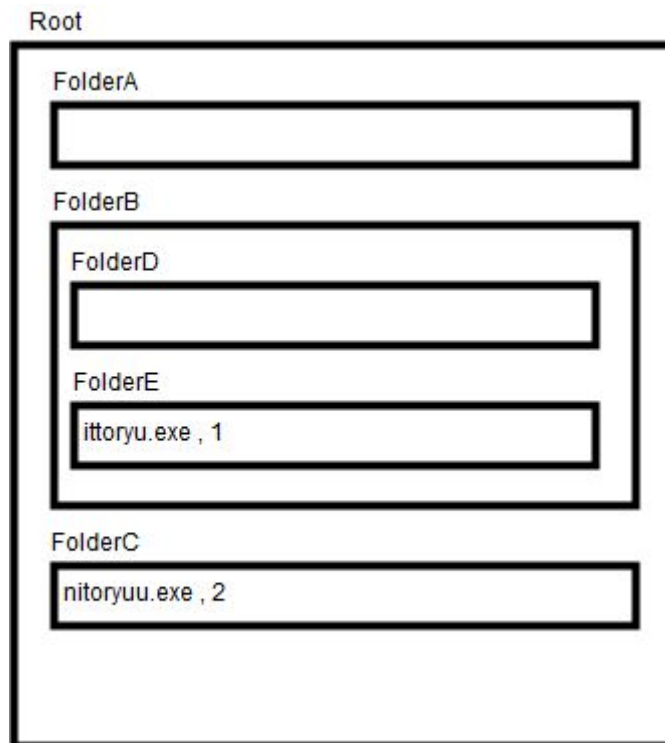 Root
FolderA
FolderB
FolderD
FolderE
ittoryu.exe , 1
FolderC
nitoryuu.exe , 2